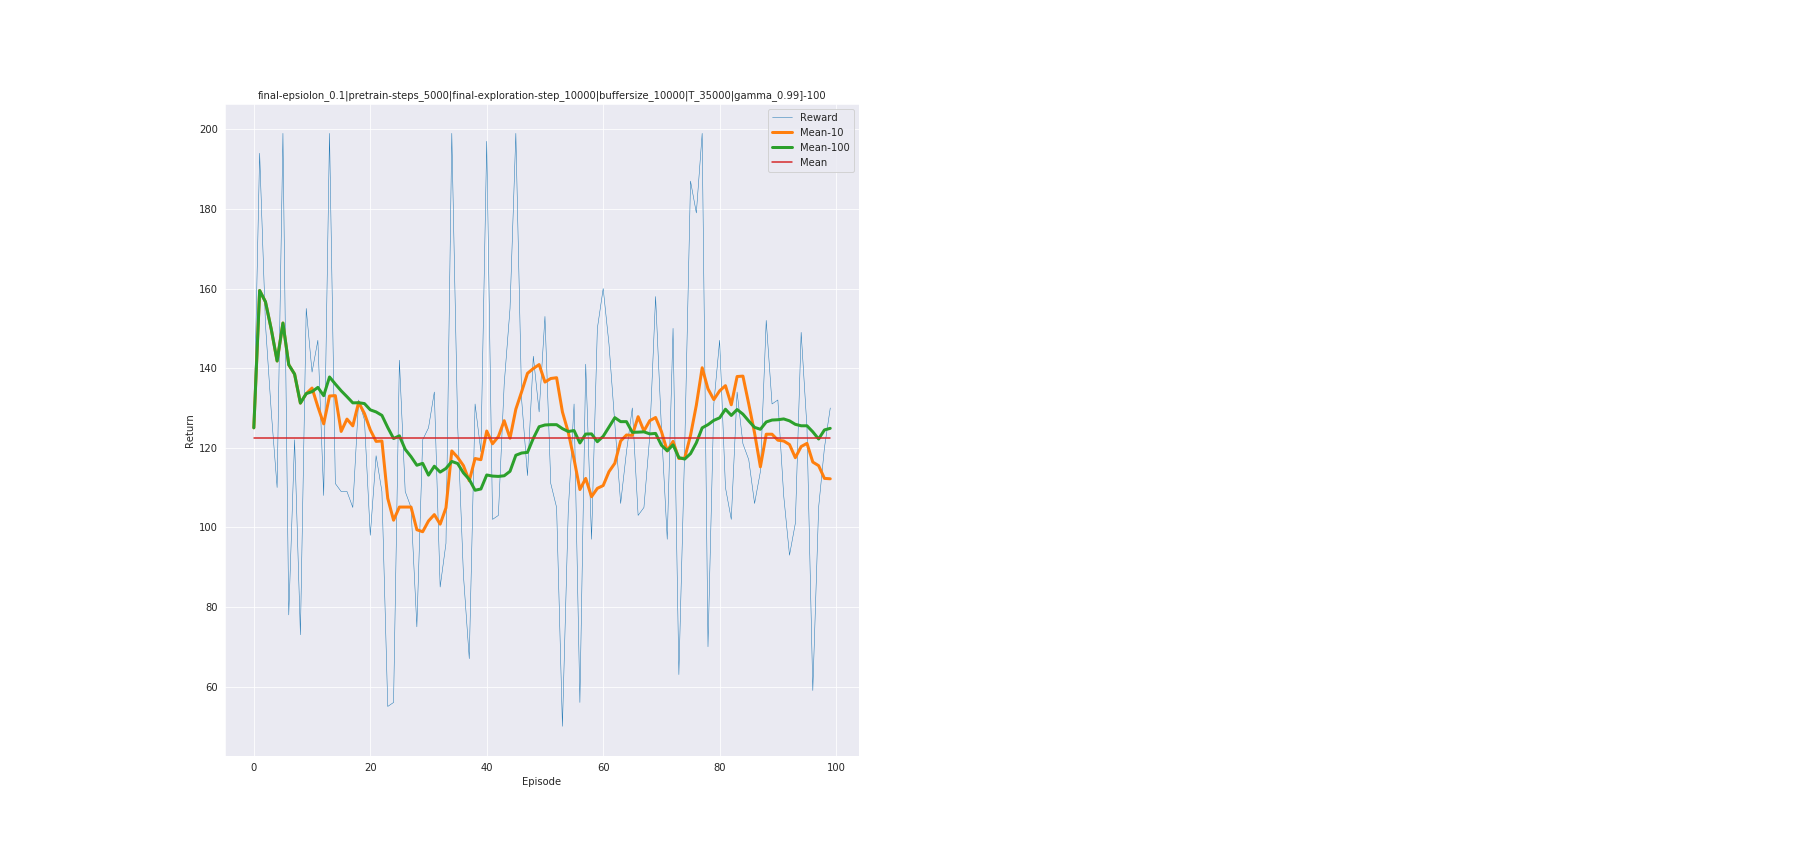 final-epsiolon_0.1|pretrain-steps_5000|final-exploration-step_10000|buffersize_10000|T_35000|gamma_0.99]-100
Reward
Mean-10
Mean-100
Mean
200
180
160
140
120
100
80
60
Return
0 20 40 60 80 100
Episode